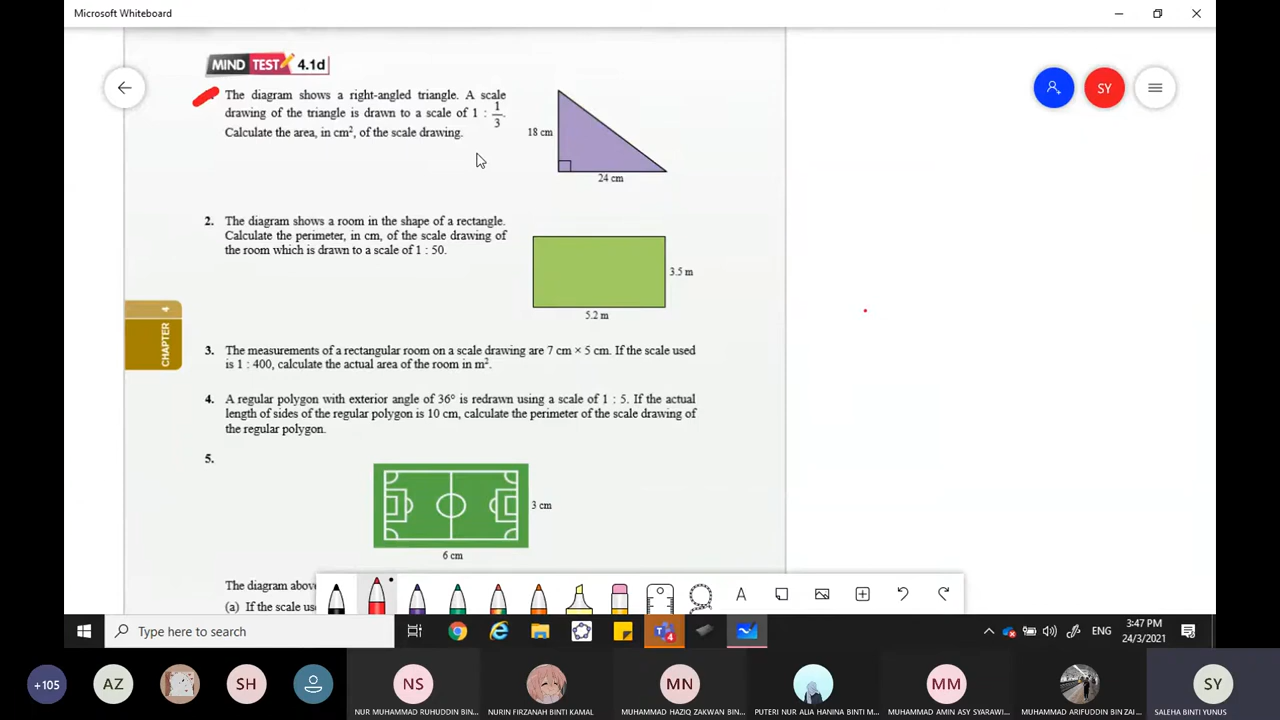 Microsoft Whiteboard
MIND TEST 4.1d
The diagram shows a right-angled triangle. A scale
drawing of the triangle is drawn to a scale of 1 : 1/3.
Calculate the area, in cm², of the scale drawing.
18 cm
24 cm
2. The diagram shows a room in the shape of a rectangle.
Calculate the perimeter, in cm, of the scale drawing of
the room which is drawn to a scale of 1 : 50.
3.5 m
5.2 m
CHAPTER 4
3. The measurements of a rectangular room on a scale drawing are 7 cm × 5 cm. If the scale used
is 1 : 400, calculate the actual area of the room in m².
4. A regular polygon with exterior angle of 36° is redrawn using a scale of 1 : 5. If the actual
length of sides of the regular polygon is 10 cm, calculate the perimeter of the scale drawing of
the regular polygon.
5.
3 cm
6 cm
The diagram above
(a) If the scale use
SY
A
Type here to search
4
ENG
3:47 PM
24/3/2021
+105
AZ
SH
NS
MN
MM
SY
NUR MUHAMMAD RUHUDDIN BIN...
NURIN FIRZANAH BINTI KAMAL
MUHAMMAD HAZIQ ZAKWAN BIN...
PUTERI NUR ALIA HANINA BINTI M...
MUHAMMAD AMIN ASY SYARAWI...
MUHAMMAD ARIFUDDIN BIN ZAI...
SALEHA BINTI YUNUS